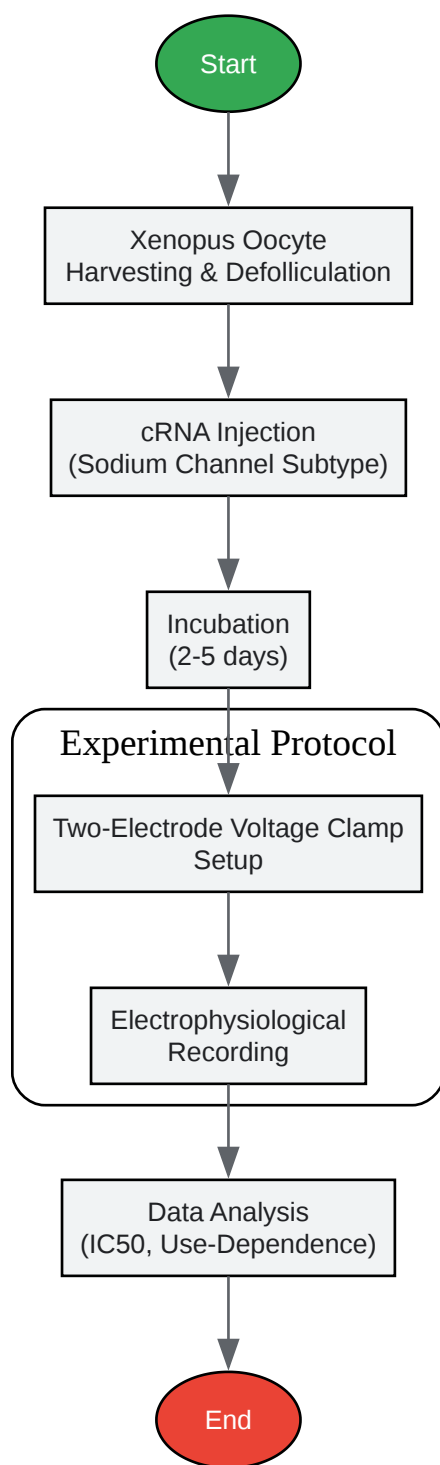 Start
Xenopus Oocyte
Harvesting & Defolliculation
cRNA Injection
(Sodium Channel Subtype)
Incubation
(2-5 days)
Experimental Protocol
Two-Electrode Voltage Clamp
Setup
Electrophysiological
Recording
Data Analysis
(IC50, Use-Dependence)
End